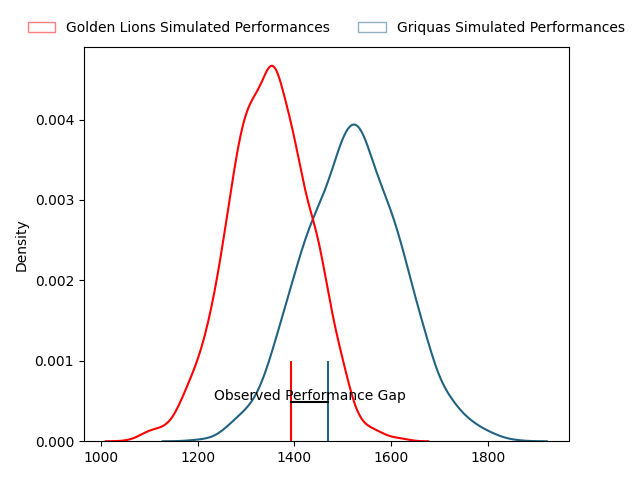 Golden Lions Simulated Performances Griquas Simulated Performances
Density
0.004
0.003
0.002
0.001
0.000
Observed Performance Gap
1000 1200 1400 1600 1800